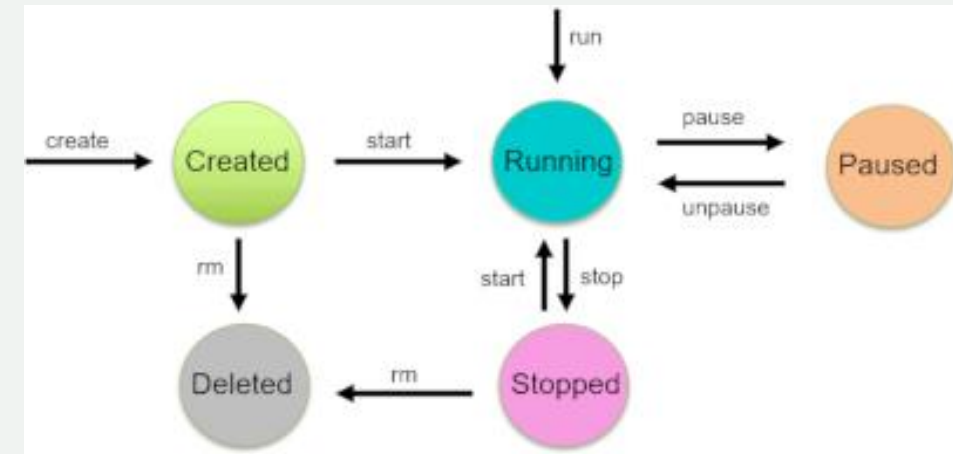 run
create
Created
start
Running
pause
unpause
Paused
rm
start
stop
Deleted
rm
Stopped